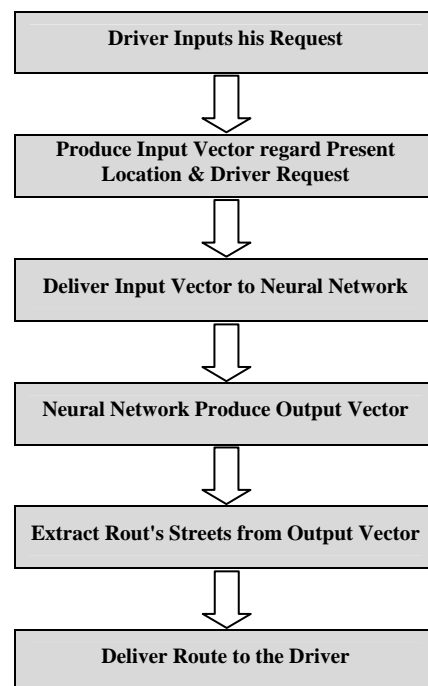 Driver Inputs his Request
Produce Input Vector regard Present
Location & Driver Request
Deliver Input Vector to Neural Network
Neural Network Produce Output Vector
Extract Rout's Streets from Output Vector
Deliver Route to the Driver